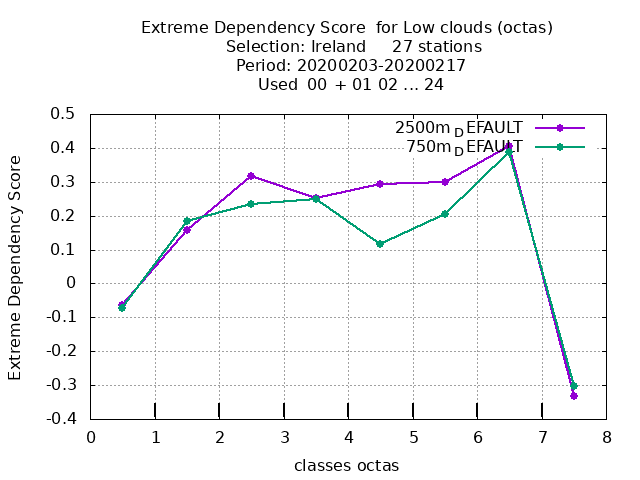 Extreme Dependency Score for Low clouds (octas)
Selection: Ireland 27 stations
Period: 20200203-20200217
Used 00 + 01 02 ... 24
0.5
0.4
0.3
0.2
0.1
0
-0.1
-0.2
-0.3
-0.4
Extreme Dependency Score
2500m_DEFAULT
750m_DEFAULT
0 1 2 3 4 5 6 7 8
classes octas